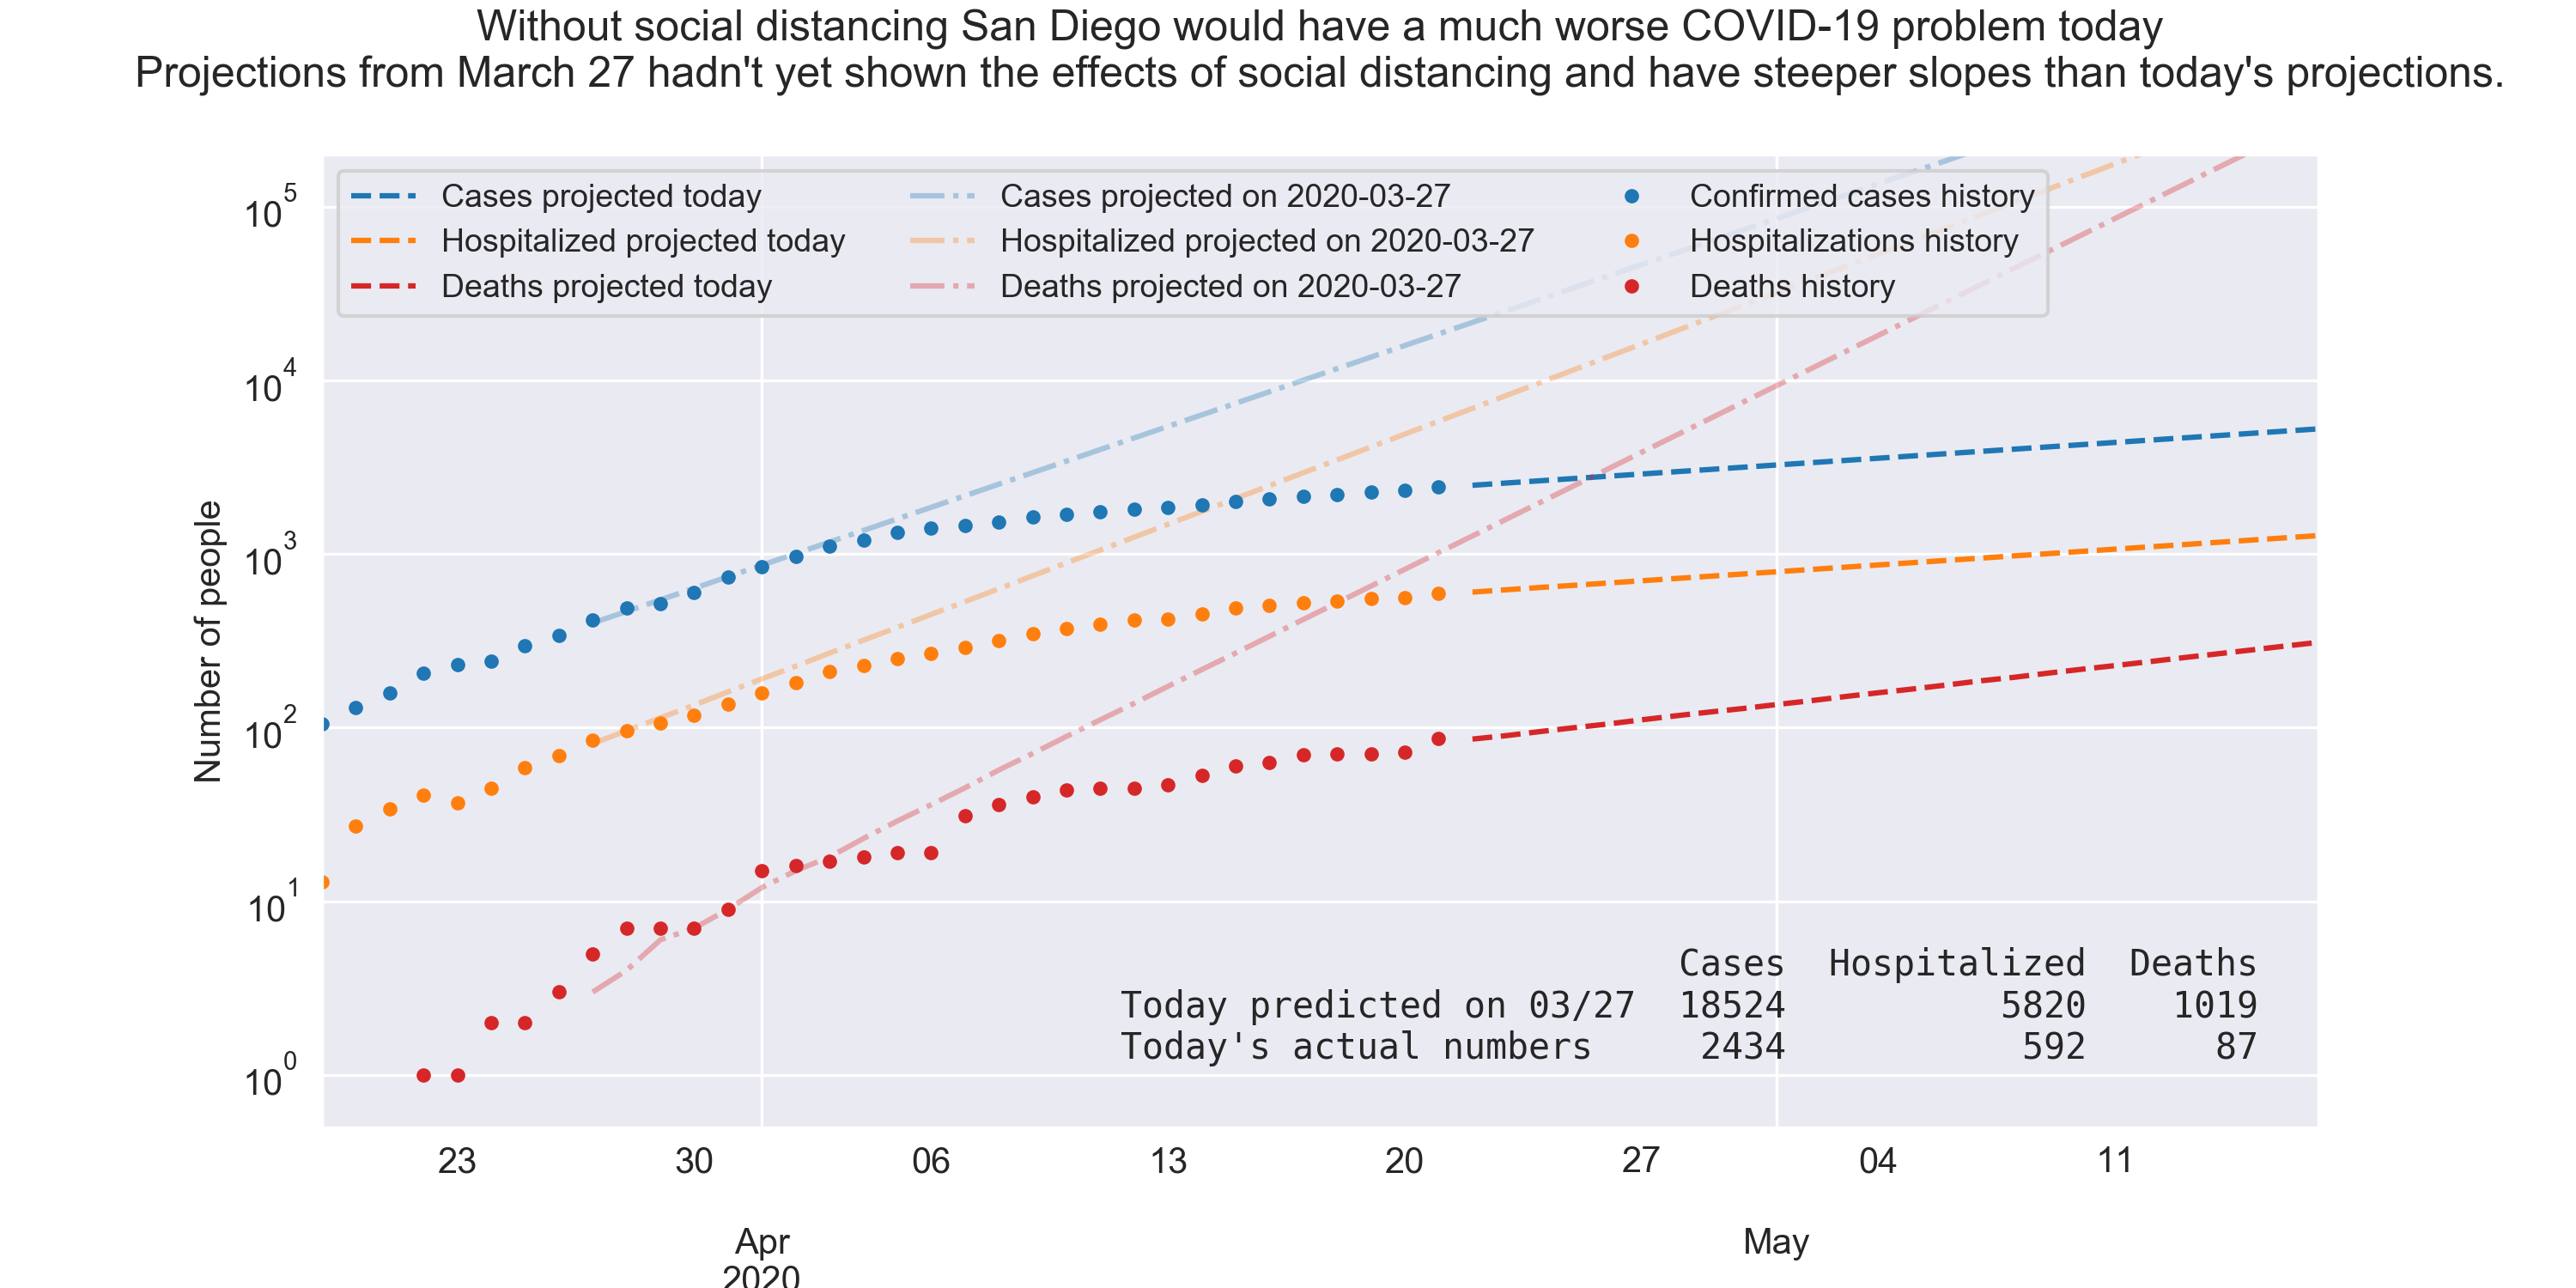 Without social distancing San Diego would have a much worse COVID-19 problem today
Projections from March 27 hadn't yet shown the effects of social distancing and have steeper slopes than today's projections.
Cases projected today
Hospitalized projected today
Deaths projected today
Cases projected on 2020-03-27
Hospitalized projected on 2020-03-27
Deaths projected on 2020-03-27
Confirmed cases history
Hospitalizations history
Deaths history
Number of people
10^5
10^4
10^3
10^2
10^1
10^0
Cases Hospitalized Deaths
Today predicted on 03/27 18524 5820 1019
Today's actual numbers 2434 592 87
23 30 06 13 20 27 04 11
Apr May
2020